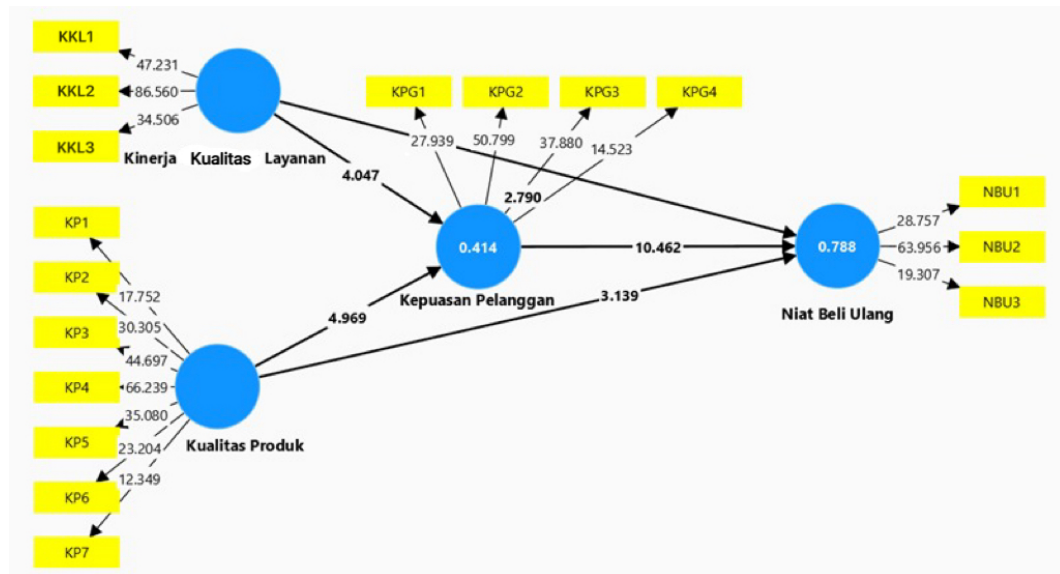 KKL1
47.231
KKL2
86.560
34.506
KKL3
Kinerja Kualitas Layanan
KPG1
KPG2
KPG3
KPG4
27.939
50.799
37.880
14.523
4.047
2.790
0.414
Kepuasan Pelanggan
10.462
3.139
4.969
0.788
Niat Beli Ulang
NBU1
28.757
NBU2
63.956
19.307
NBU3
KP1
KP2
17.752
30.305
KP3
44.697
KP4
66.239
35.080
KP5
23.204
12.349
KP6
KP7
Kualitas Produk